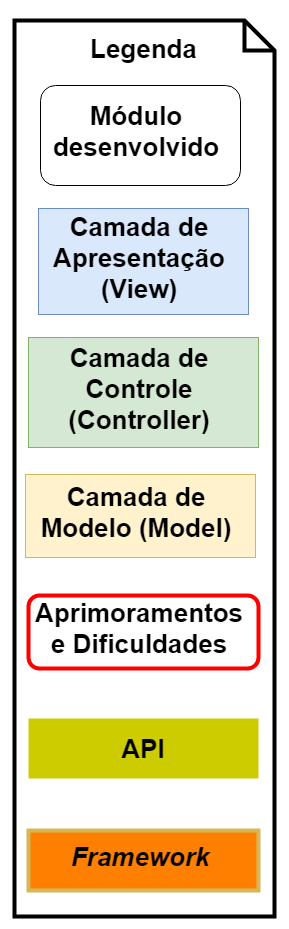 Legenda
Módulo
desenvolvido
Camada de
Apresentação
(View)
Camada de
Controle
(Controller)
Camada de
Modelo (Model)
Aprimoramentos
e Dificuldades
API
Framework